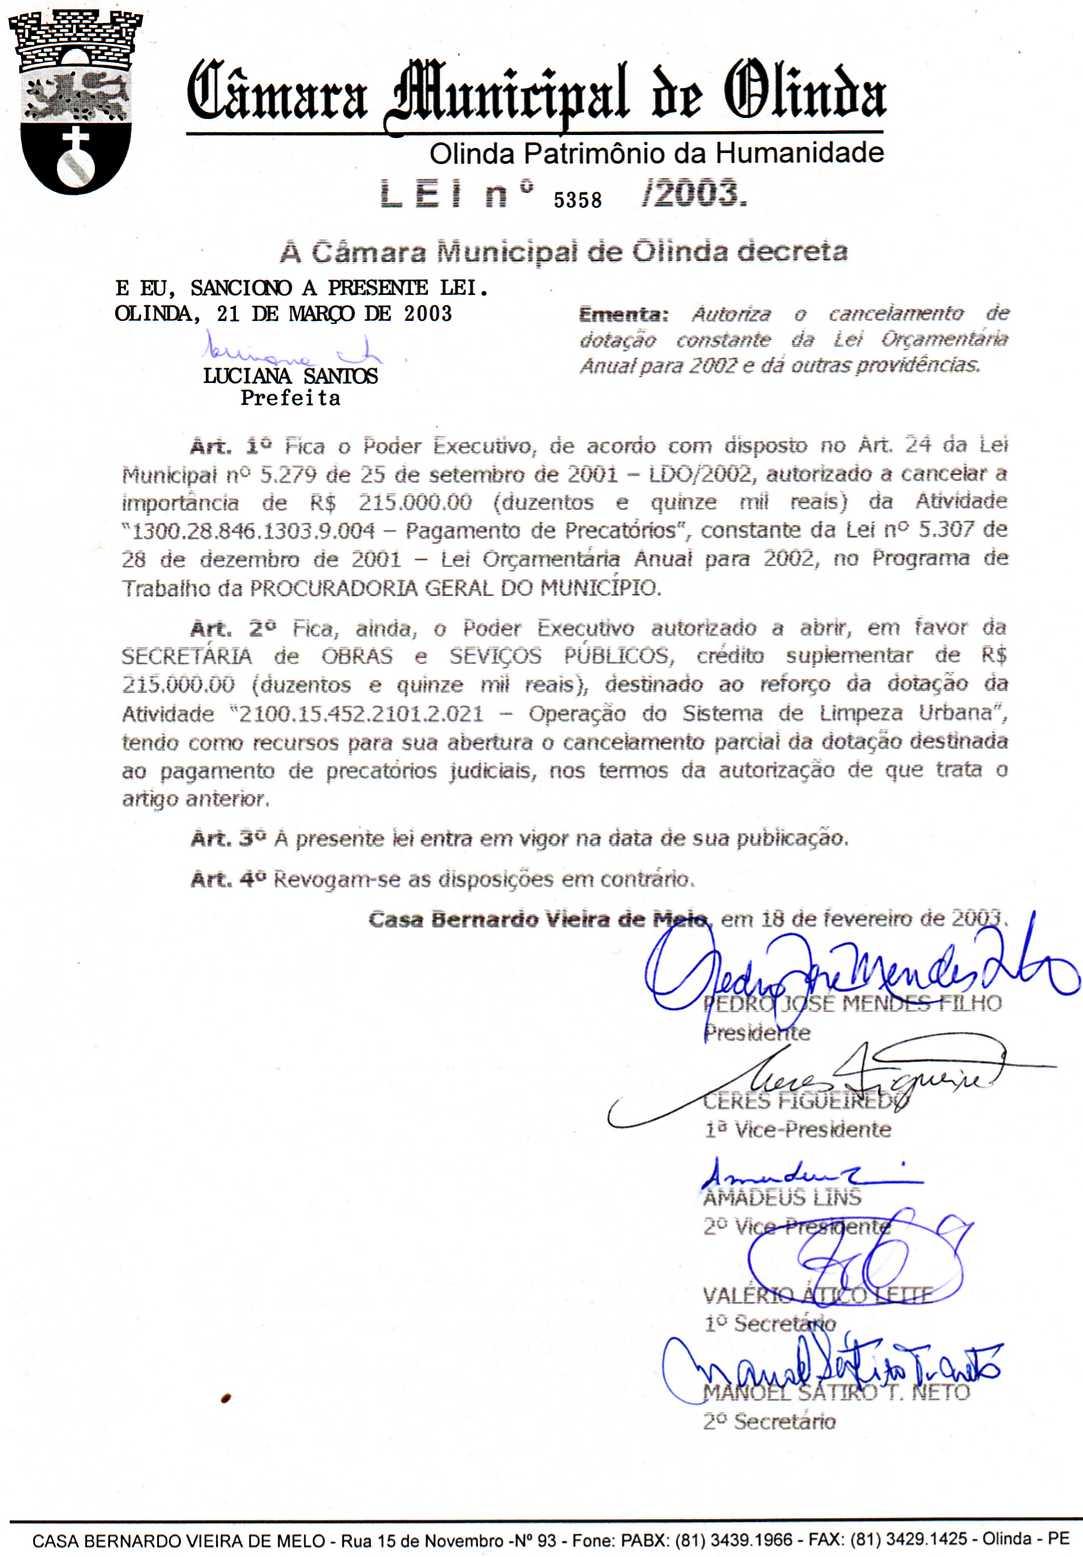 Câmara Municipal de Olinda
Olinda Patrimônio da Humanidade
LEI nº 5358 /2003.
A Câmara Municipal de Olinda decreta
E EU, SANCIONO A PRESENTE LEI.
OLINDA, 21 DE MARÇO DE 2003
LUCIANA SANTOS
Prefeita
Ementa: Autoriza o cancelamento de
dotação constante da Lei Orçamentária
Anual para 2002 e dá outras providências.
Art. 1º Fica o Poder Executivo, de acordo com disposto no Art. 24 da Lei
Municipal nº 5.279 de 25 de setembro de 2001 – LDO/2002, autorizado a cancelar a
importância de R$ 215.000.00 (duzentos e quinze mil reais) da Atividade
“1300.28.846.1303.9.004 – Pagamento de Precatórios”, constante da Lei nº 5.307 de
28 de dezembro de 2001 – Lei Orçamentária Anual para 2002, no Programa de
Trabalho da PROCURADORIA GERAL DO MUNICÍPIO.
Art. 2º Fica, ainda, o Poder Executivo autorizado a abrir, em favor da
SECRETÁRIA de OBRAS e SEVIÇOS PÚBLICOS, crédito suplementar de R$
215.000.00 (duzentos e quinze mil reais), destinado ao reforço da dotação da
Atividade “2100.15.452.2101.2.021 – Operação do Sistema de Limpeza Urbana”,
tendo como recursos para sua abertura o cancelamento parcial da dotação destinada
ao pagamento de precatórios judiciais, nos termos da autorização de que trata o
artigo anterior.
Art. 3º A presente lei entra em vigor na data de sua publicação.
Art. 4º Revogam-se as disposições em contrário.
Casa Bernardo Vieira de Melo, em 18 de fevereiro de 2003.
Pedro José Mendes Filho
PEDRO JOSÉ MENDES FILHO
Presidente
Ceres Figueiredo
CERES FIGUEIREDO
1ª Vice-Presidente
AMADEUS LINS
2º Vice-Presidente
VALÉRIO ÁTICO LEITE
1º Secretário
Manoel Sátiro T. Neto
MANOEL SÁTIRO T. NETO
2º Secretário
CASA BERNARDO VIEIRA DE MELO - Rua 15 de Novembro -Nº 93 - Fone: PABX: (81) 3439.1966 - FAX: (81) 3429.1425 - Olinda - PE